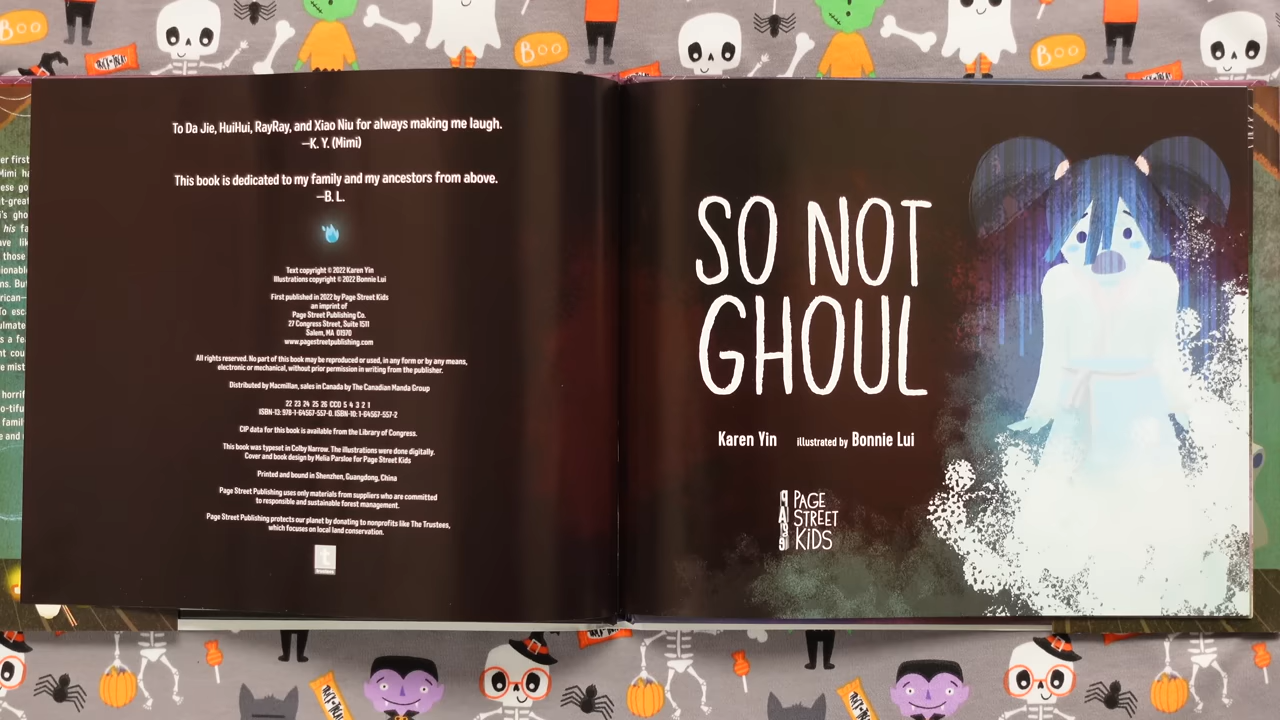 BOO
BOO
BOO
TRICK or TREAT
To Da Jie, HuiHui, RayRay, and Xiao Niu for always making me laugh.
—K. Y. (Mimi)
This book is dedicated to my family and my ancestors from above.
—B. L.
Text copyright © 2022 Karen Yin
Illustrations copyright © 2022 Bonnie Lui
First published in 2022 by Page Street Kids
an imprint of
Page Street Publishing Co.
27 Congress Street, Suite 1511
Salem, MA 01970
www.pagestreetpublishing.com
All rights reserved. No part of this book may be reproduced or used, in any form or by any means,
electronic or mechanical, without prior permission in writing from the publisher.
Distributed by Macmillan, sales in Canada by The Canadian Manda Group
22 23 24 25 26 CCO 5 4 3 2 1
ISBN-13: 978-1-64567-557-0. ISBN-10: 1-64567-557-2
CIP data for this book is available from the Library of Congress.
This book was typeset in Colby Narrow. The illustrations were done digitally.
Cover and book design by Melia Parsloe for Page Street Kids
Printed and bound in Shenzhen, Guangdong, China
Page Street Publishing uses only materials from suppliers who are committed
to responsible and sustainable forest management.
Page Street Publishing protects our planet by donating to nonprofits like The Trustees,
which focuses on local land conservation.
t
SO NOT
GHOUL
Karen Yin illustrated by Bonnie Lui
PAGE
STREET
KIDS